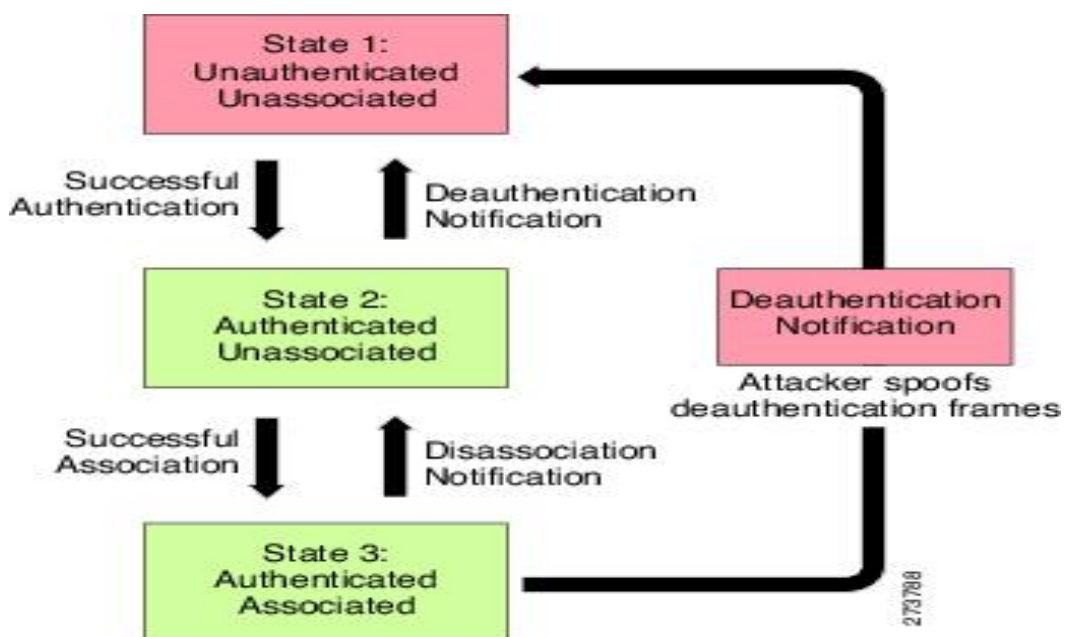 State 1:
Unauthenticated
Unassociated
Successful
Authentication
Deauthentication
Notification
State 2:
Authenticated
Unassociated
Deauthentication
Notification
Attacker spoofs
deauthentication frames
Successful
Association
Disassociation
Notification
State 3:
Authenticated
Associated
273788